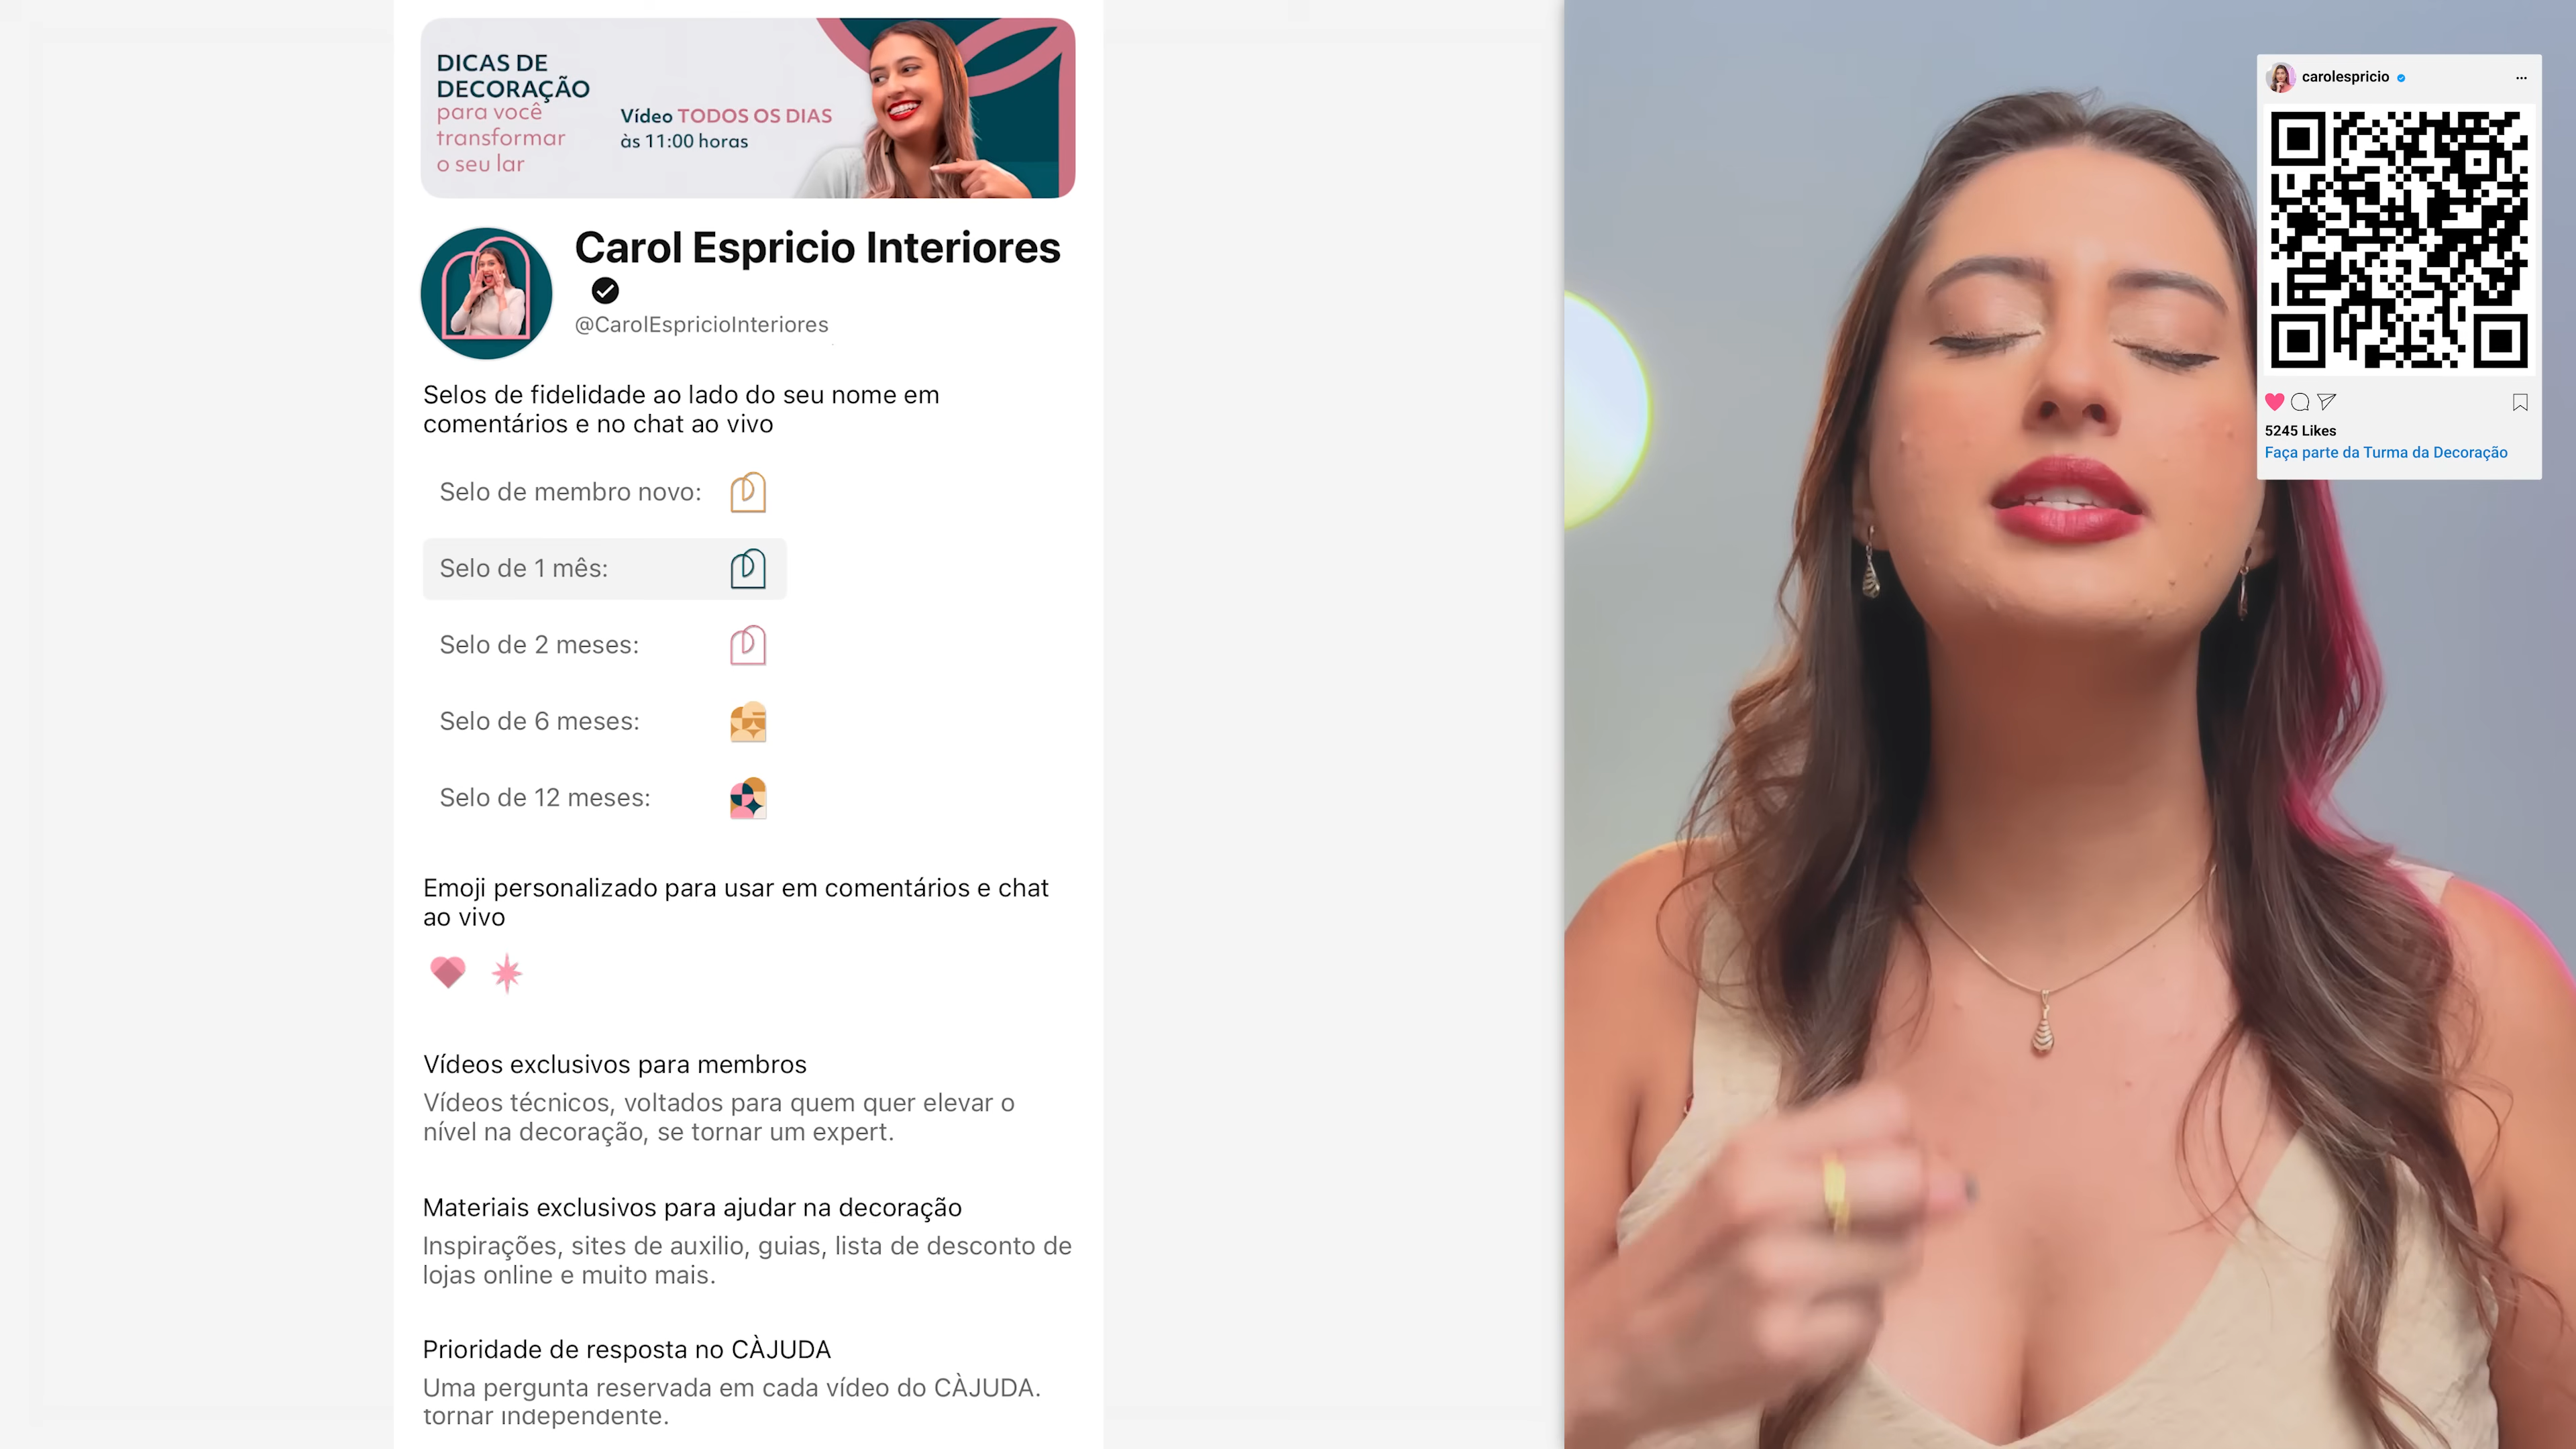 DICAS DE
DECORAÇÃO
para você
transformar
o seu lar
Vídeo TODOS OS DIAS
às 11:00 horas
Carol Espricio Interiores
@CarolEspricioInteriores
Selos de fidelidade ao lado do seu nome em
comentários e no chat ao vivo
Selo de membro novo:
Selo de 1 mês:
Selo de 2 meses:
Selo de 6 meses:
Selo de 12 meses:
Emoji personalizado para usar em comentários e chat
ao vivo
Vídeos exclusivos para membros
Vídeos técnicos, voltados para quem quer elevar o
nível na decoração, se tornar um expert.
Materiais exclusivos para ajudar na decoração
Inspirações, sites de auxilio, guias, lista de desconto de
lojas online e muito mais.
Prioridade de resposta no CÀJUDA
Uma pergunta reservada em cada vídeo do CÀJUDA.
tornar independente.
carolespricio
5245 Likes
Faça parte da Turma da Decoração